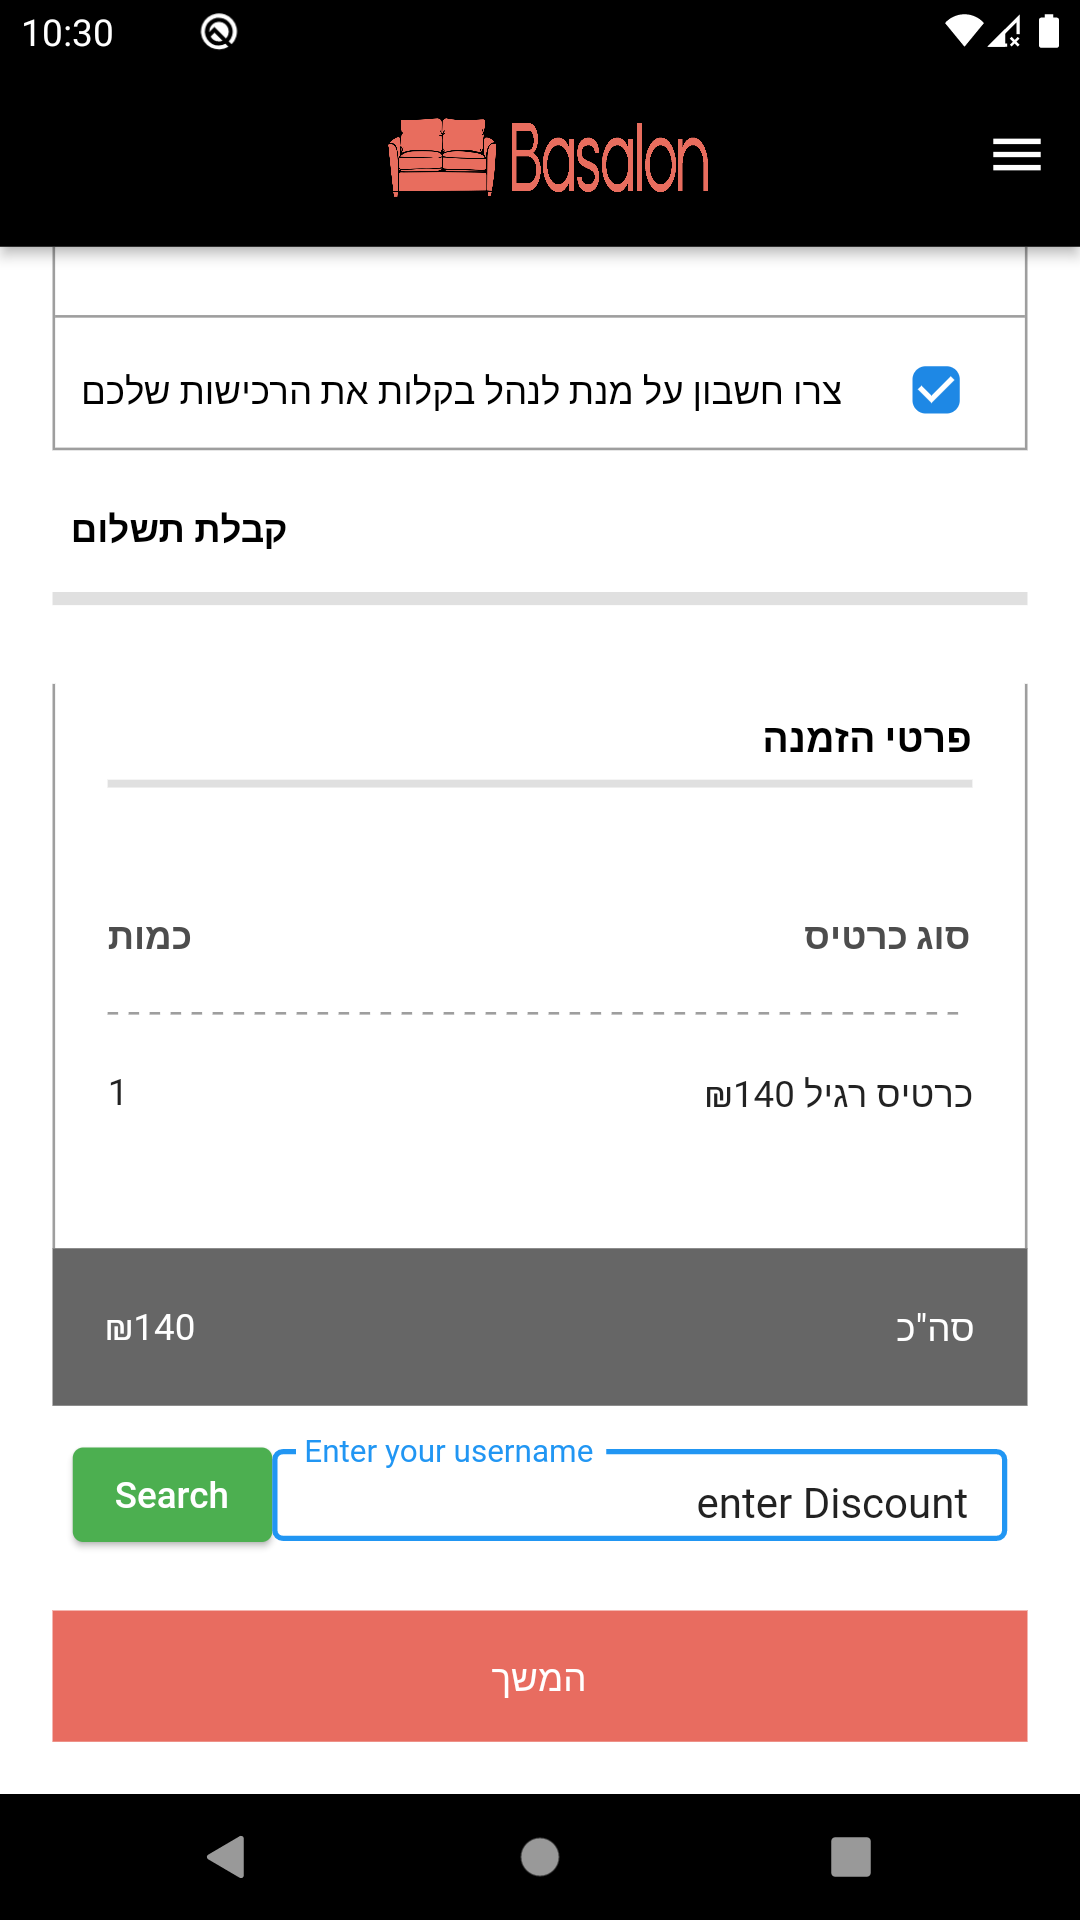 10:30
Basalon
צרו חשבון על מנת לנהל בקלות את הרכישות שלכם
קבלת תשלום
פרטי הזמנה
סוג כרטיס כמות
כרטיס רגיל 140₪ 1
סה"כ 140₪
Enter your username
Search enter Discount
המשך